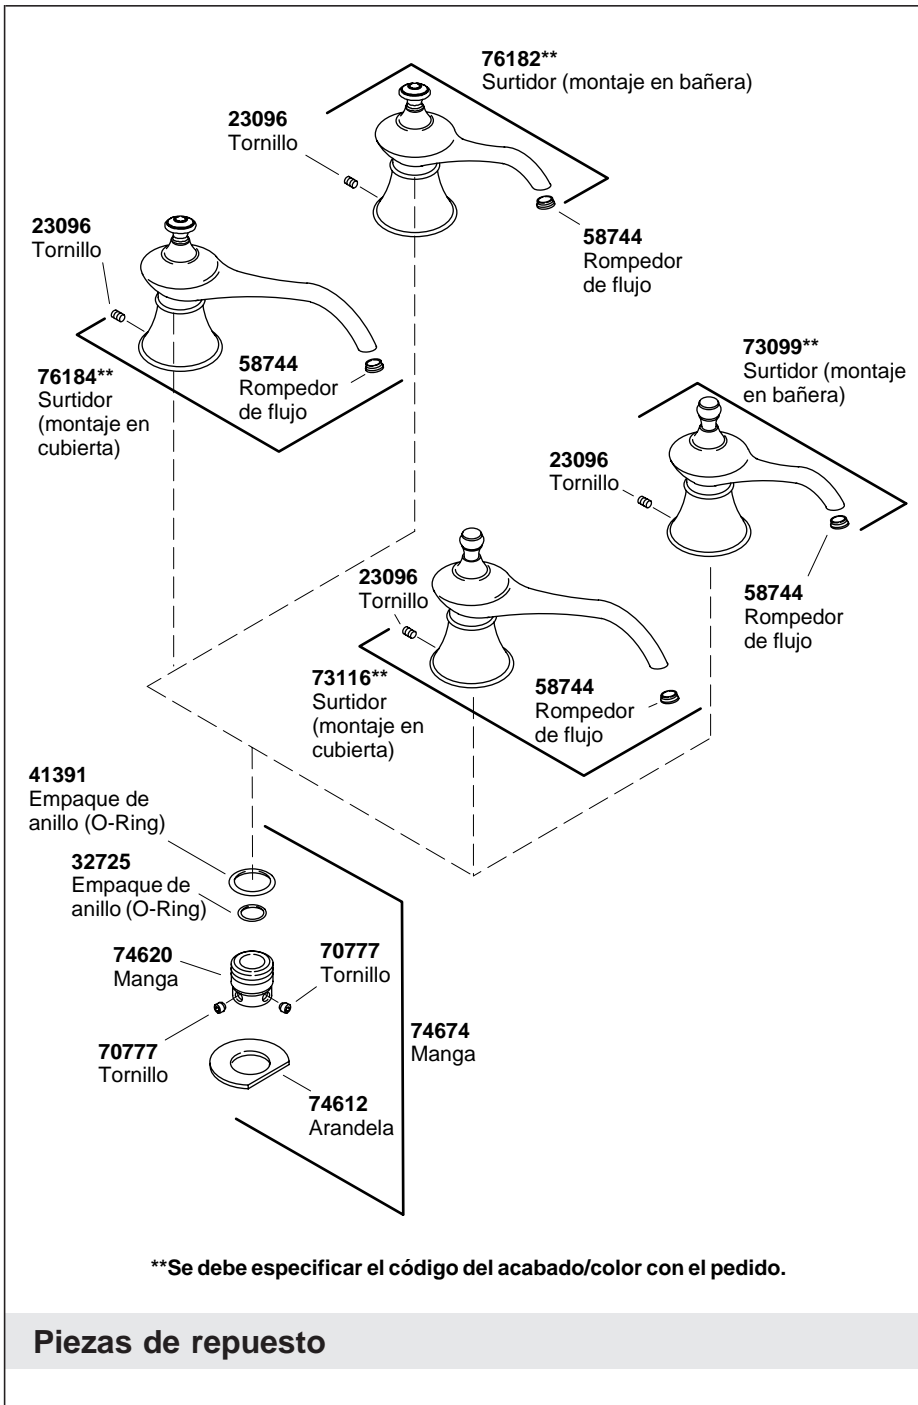 76182**
Surtidor (montaje en bañera)
23096
Tornillo
58744
Rompedor
de flujo
23096
Tornillo
76184**
Surtidor
(montaje en
cubierta)
58744
Rompedor
de flujo
73099**
Surtidor (montaje
en bañera)
23096
Tornillo
58744
Rompedor
de flujo
23096
Tornillo
73116**
Surtidor
(montaje en
cubierta)
58744
Rompedor
de flujo
41391
Empaque de
anillo (O-Ring)
32725
Empaque de
anillo (O-Ring)
74620
Manga
70777
Tornillo
70777
Tornillo
74674
Manga
74612
Arandela
**Se debe especificar el código del acabado/color con el pedido.
Piezas de repuesto